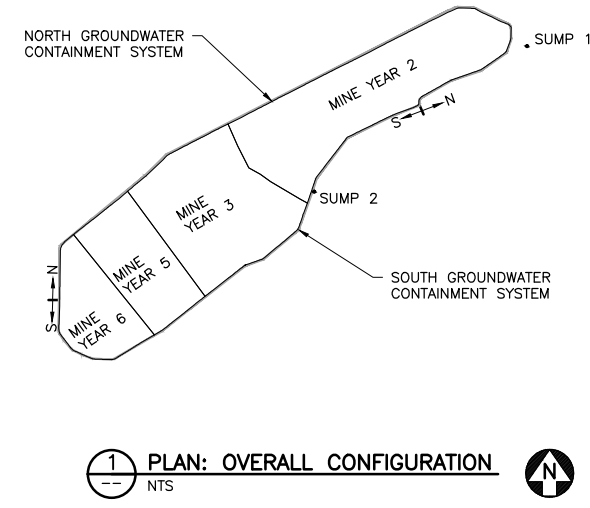 NORTH GROUNDWATER
CONTAINMENT SYSTEM
SUMP 1
MINE YEAR 2
S N
SUMP 2
MINE
YEAR 3
MINE
YEAR 5
N
S
MINE
YEAR 6
SOUTH GROUNDWATER
CONTAINMENT SYSTEM
1
--
PLAN: OVERALL CONFIGURATION
NTS
N